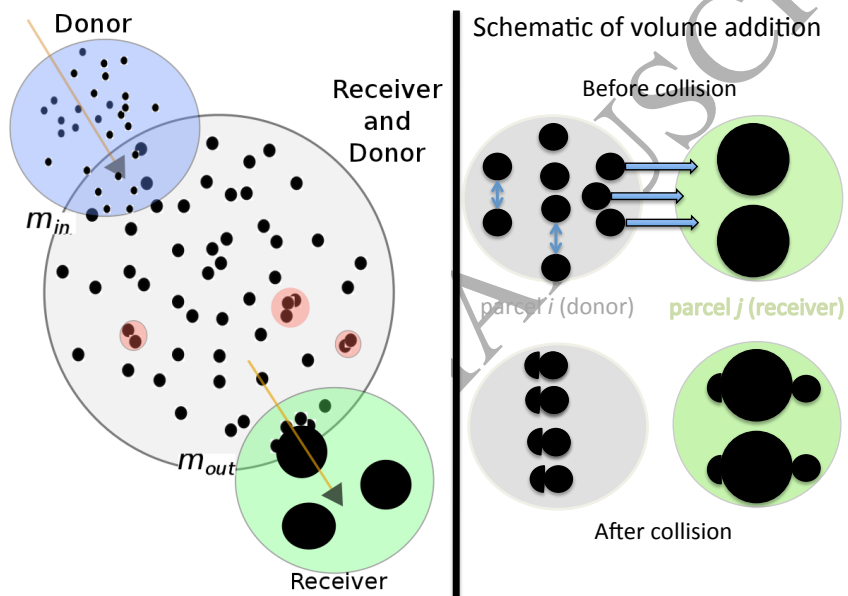 Donor
Receiver
and
Donor
m_in.
m_out
Receiver
Schematic of volume addition
Before collision
parcel i (donor)
parcel j (receiver)
After collision